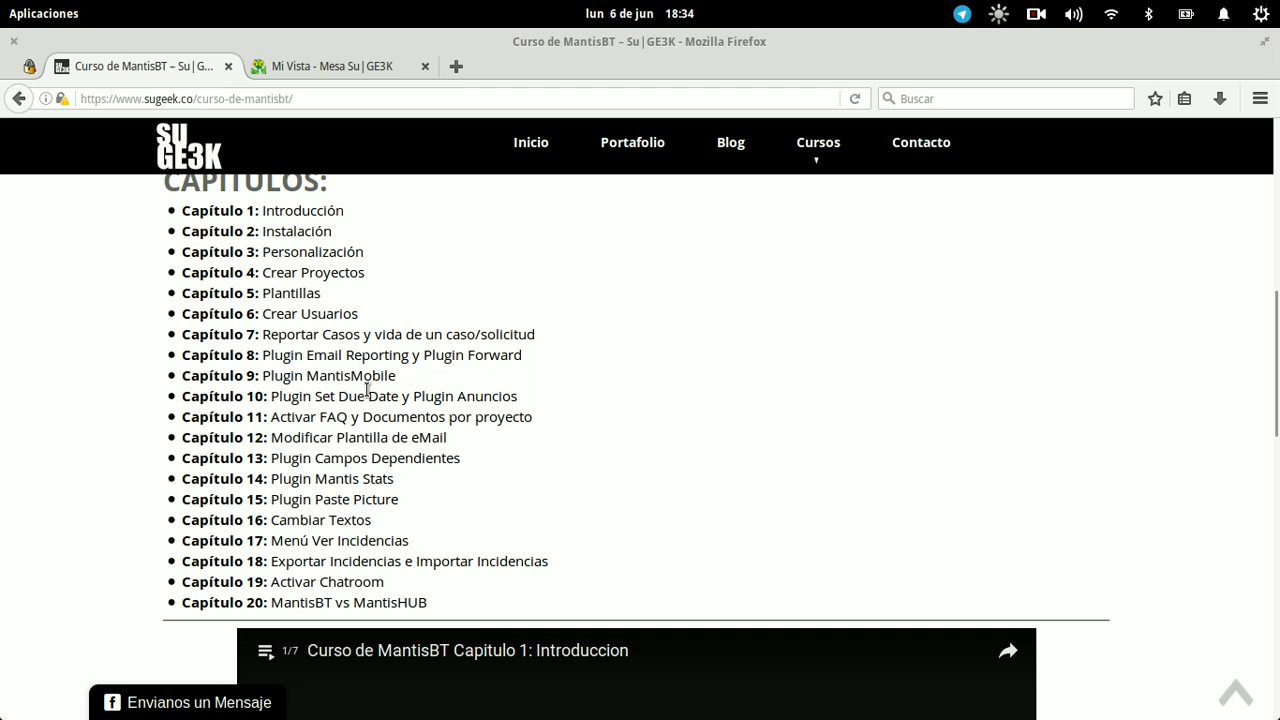 Aplicaciones lun 6 de jun 18:34
Curso de MantisBT – Su|GE3K - Mozilla Firefox
Curso de MantisBT – Su|G... Mi Vista - Mesa Su|GE3K
https://www.sugeek.co/curso-de-mantisbt/ Buscar
SU
GE3K
Inicio Portafolio Blog Cursos Contacto
CAPÍTULOS:
Capítulo 1: Introducción
Capítulo 2: Instalación
Capítulo 3: Personalización
Capítulo 4: Crear Proyectos
Capítulo 5: Plantillas
Capítulo 6: Crear Usuarios
Capítulo 7: Reportar Casos y vida de un caso/solicitud
Capítulo 8: Plugin Email Reporting y Plugin Forward
Capítulo 9: Plugin MantisMobile
Capítulo 10: Plugin Set Due Date y Plugin Anuncios
Capítulo 11: Activar FAQ y Documentos por proyecto
Capítulo 12: Modificar Plantilla de eMail
Capítulo 13: Plugin Campos Dependientes
Capítulo 14: Plugin Mantis Stats
Capítulo 15: Plugin Paste Picture
Capítulo 16: Cambiar Textos
Capítulo 17: Menú Ver Incidencias
Capítulo 18: Exportar Incidencias e Importar Incidencias
Capítulo 19: Activar Chatroom
Capítulo 20: MantisBT vs MantisHUB
1/7 Curso de MantisBT Capitulo 1: Introduccion
Envianos un Mensaje